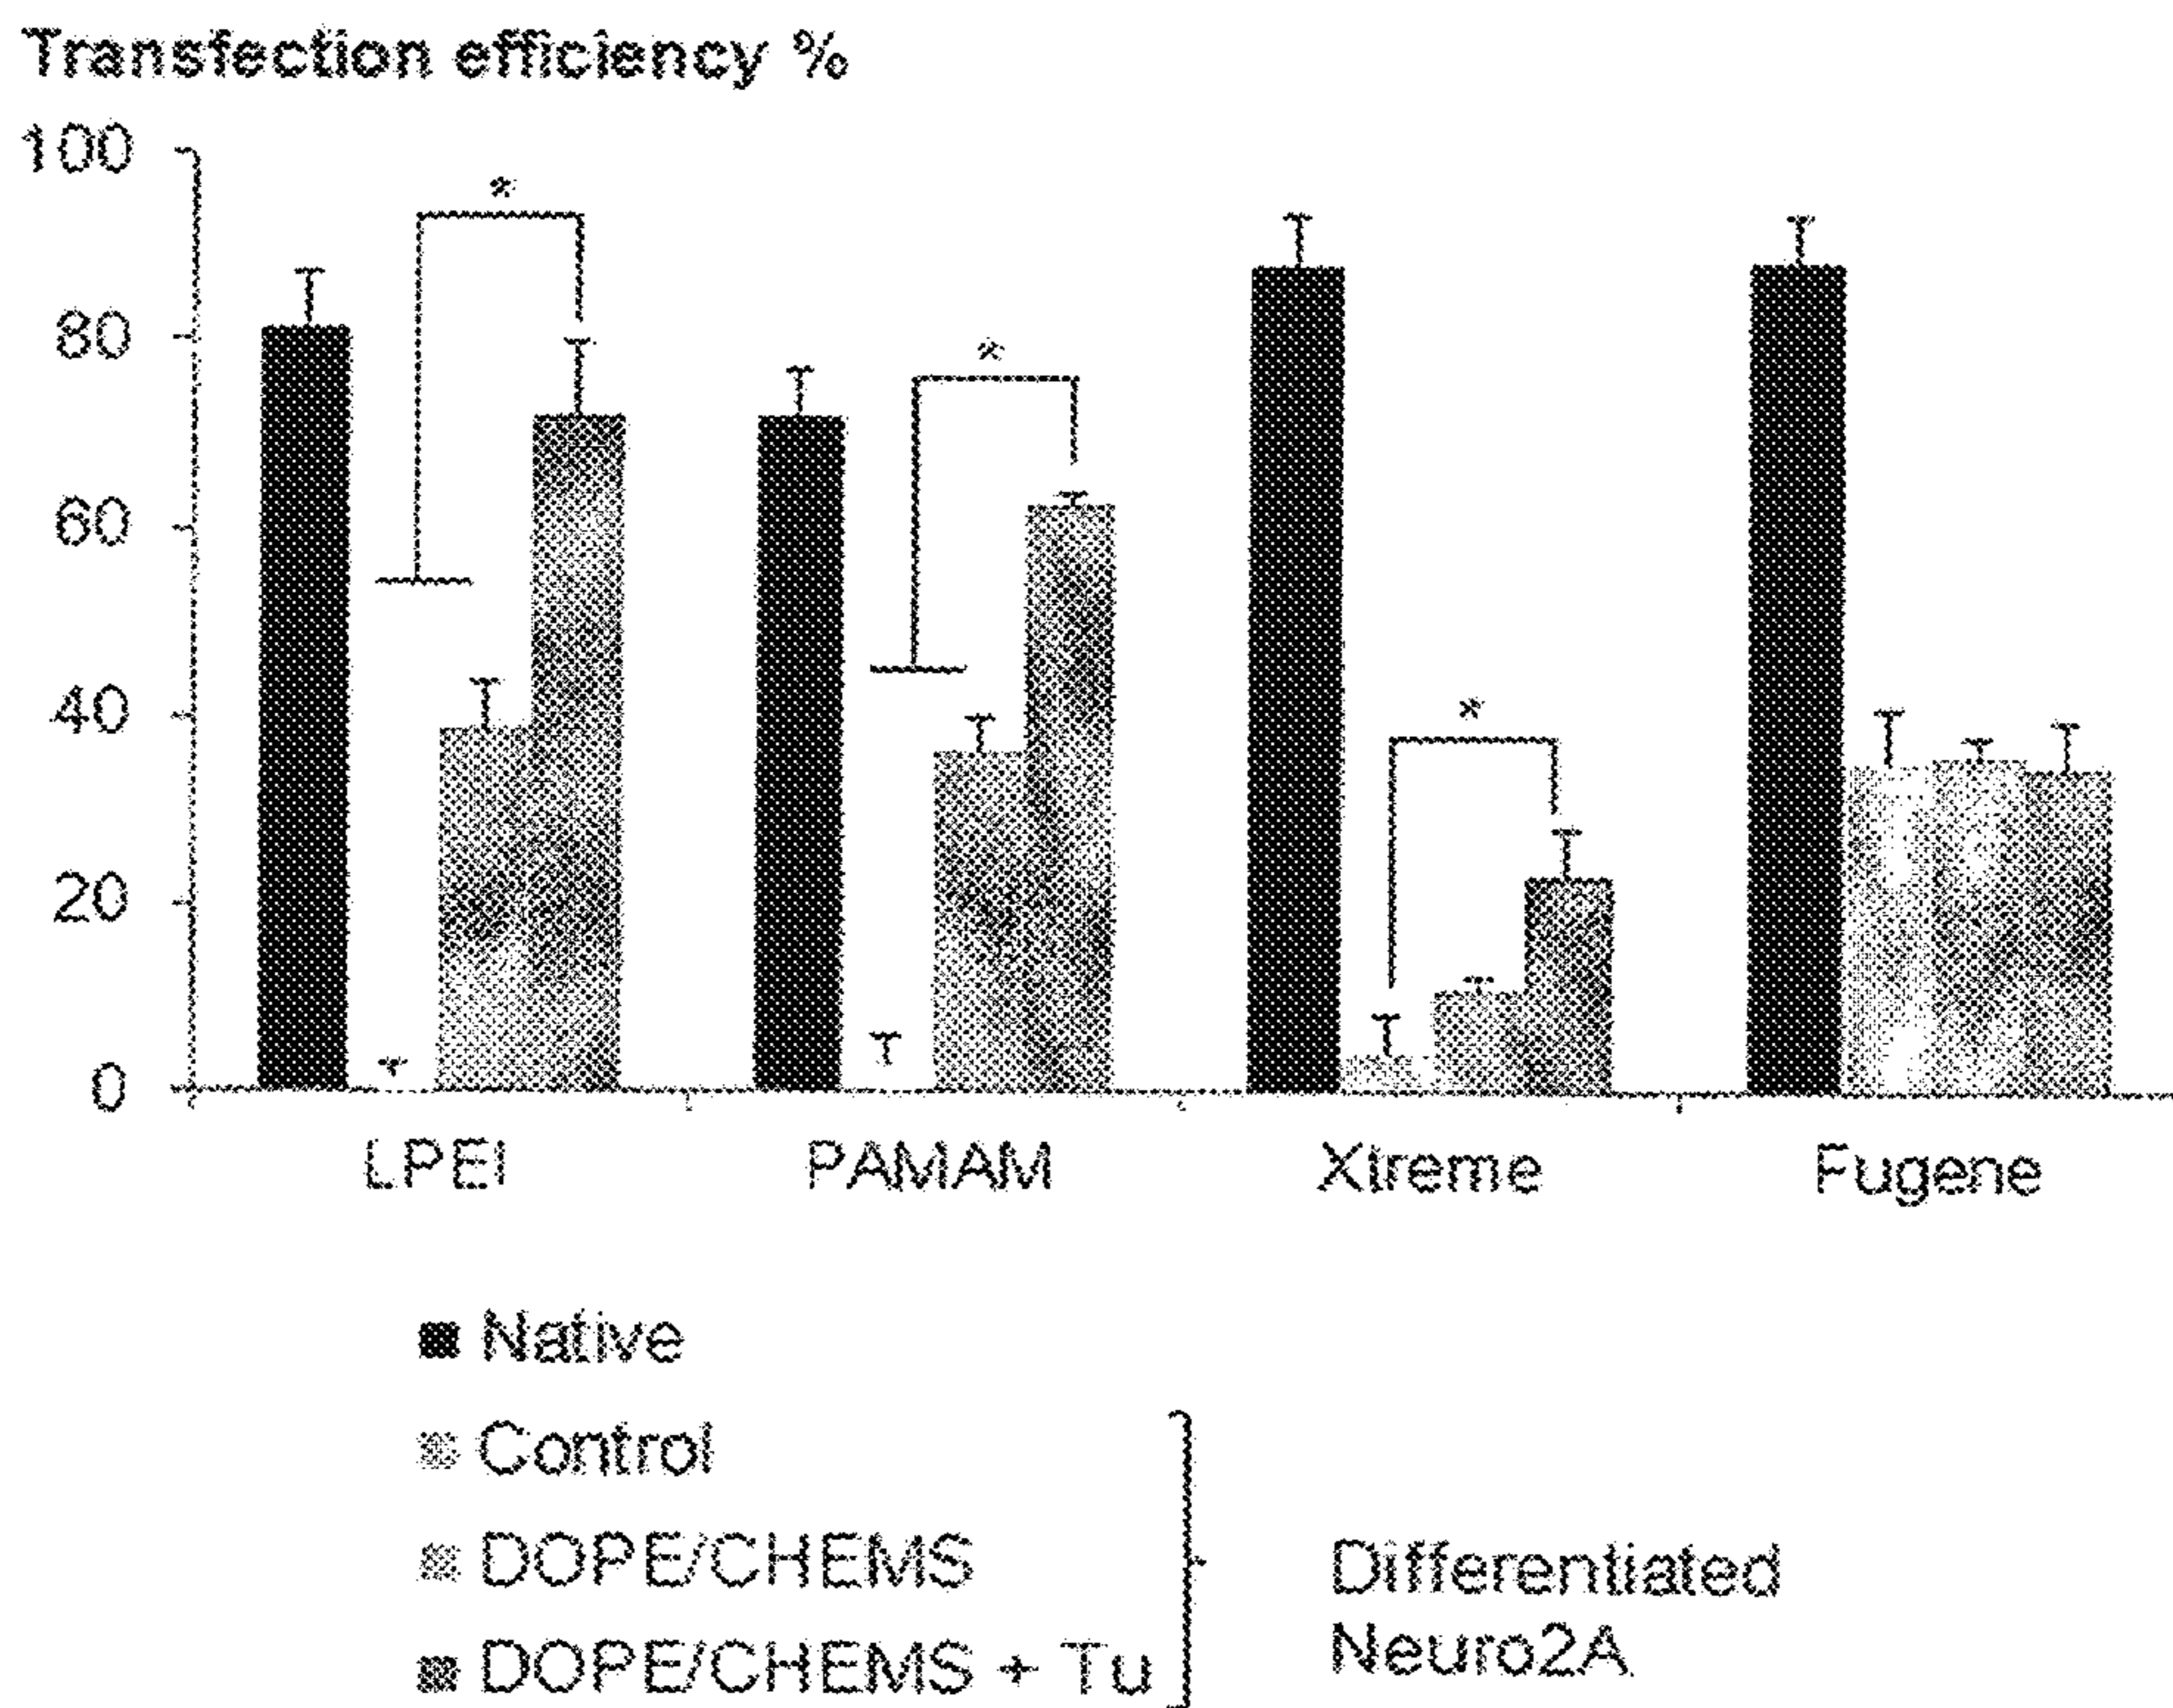 Transfection efficiency %
100
80
60
40
20
0
*
*
*
LPEI
PAMAM
Xtreme
Fugene
Native
Control
DOPE/CHEMS
DOPE/CHEMS + Tu
Differentiated
Neuro2A